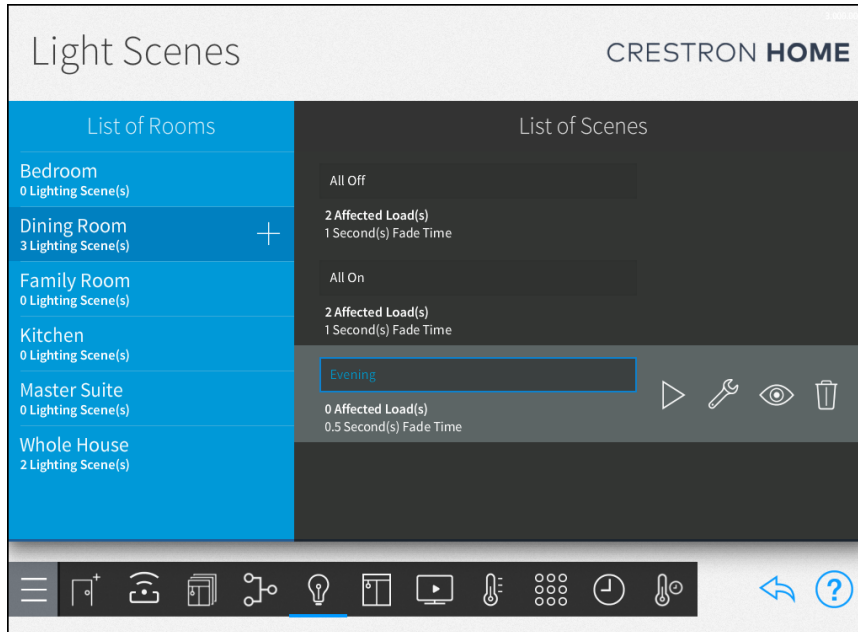 Light Scenes
CRESTRON HOME
List of Rooms
Bedroom
0 Lighting Scene(s)
Dining Room
3 Lighting Scene(s)
Family Room
0 Lighting Scene(s)
Kitchen
0 Lighting Scene(s)
Master Suite
0 Lighting Scene(s)
Whole House
2 Lighting Scene(s)
List of Scenes
All Off
2 Affected Load(s)
1 Second(s) Fade Time
All On
2 Affected Load(s)
1 Second(s) Fade Time
Evening
0 Affected Load(s)
0.5 Second(s) Fade Time
?